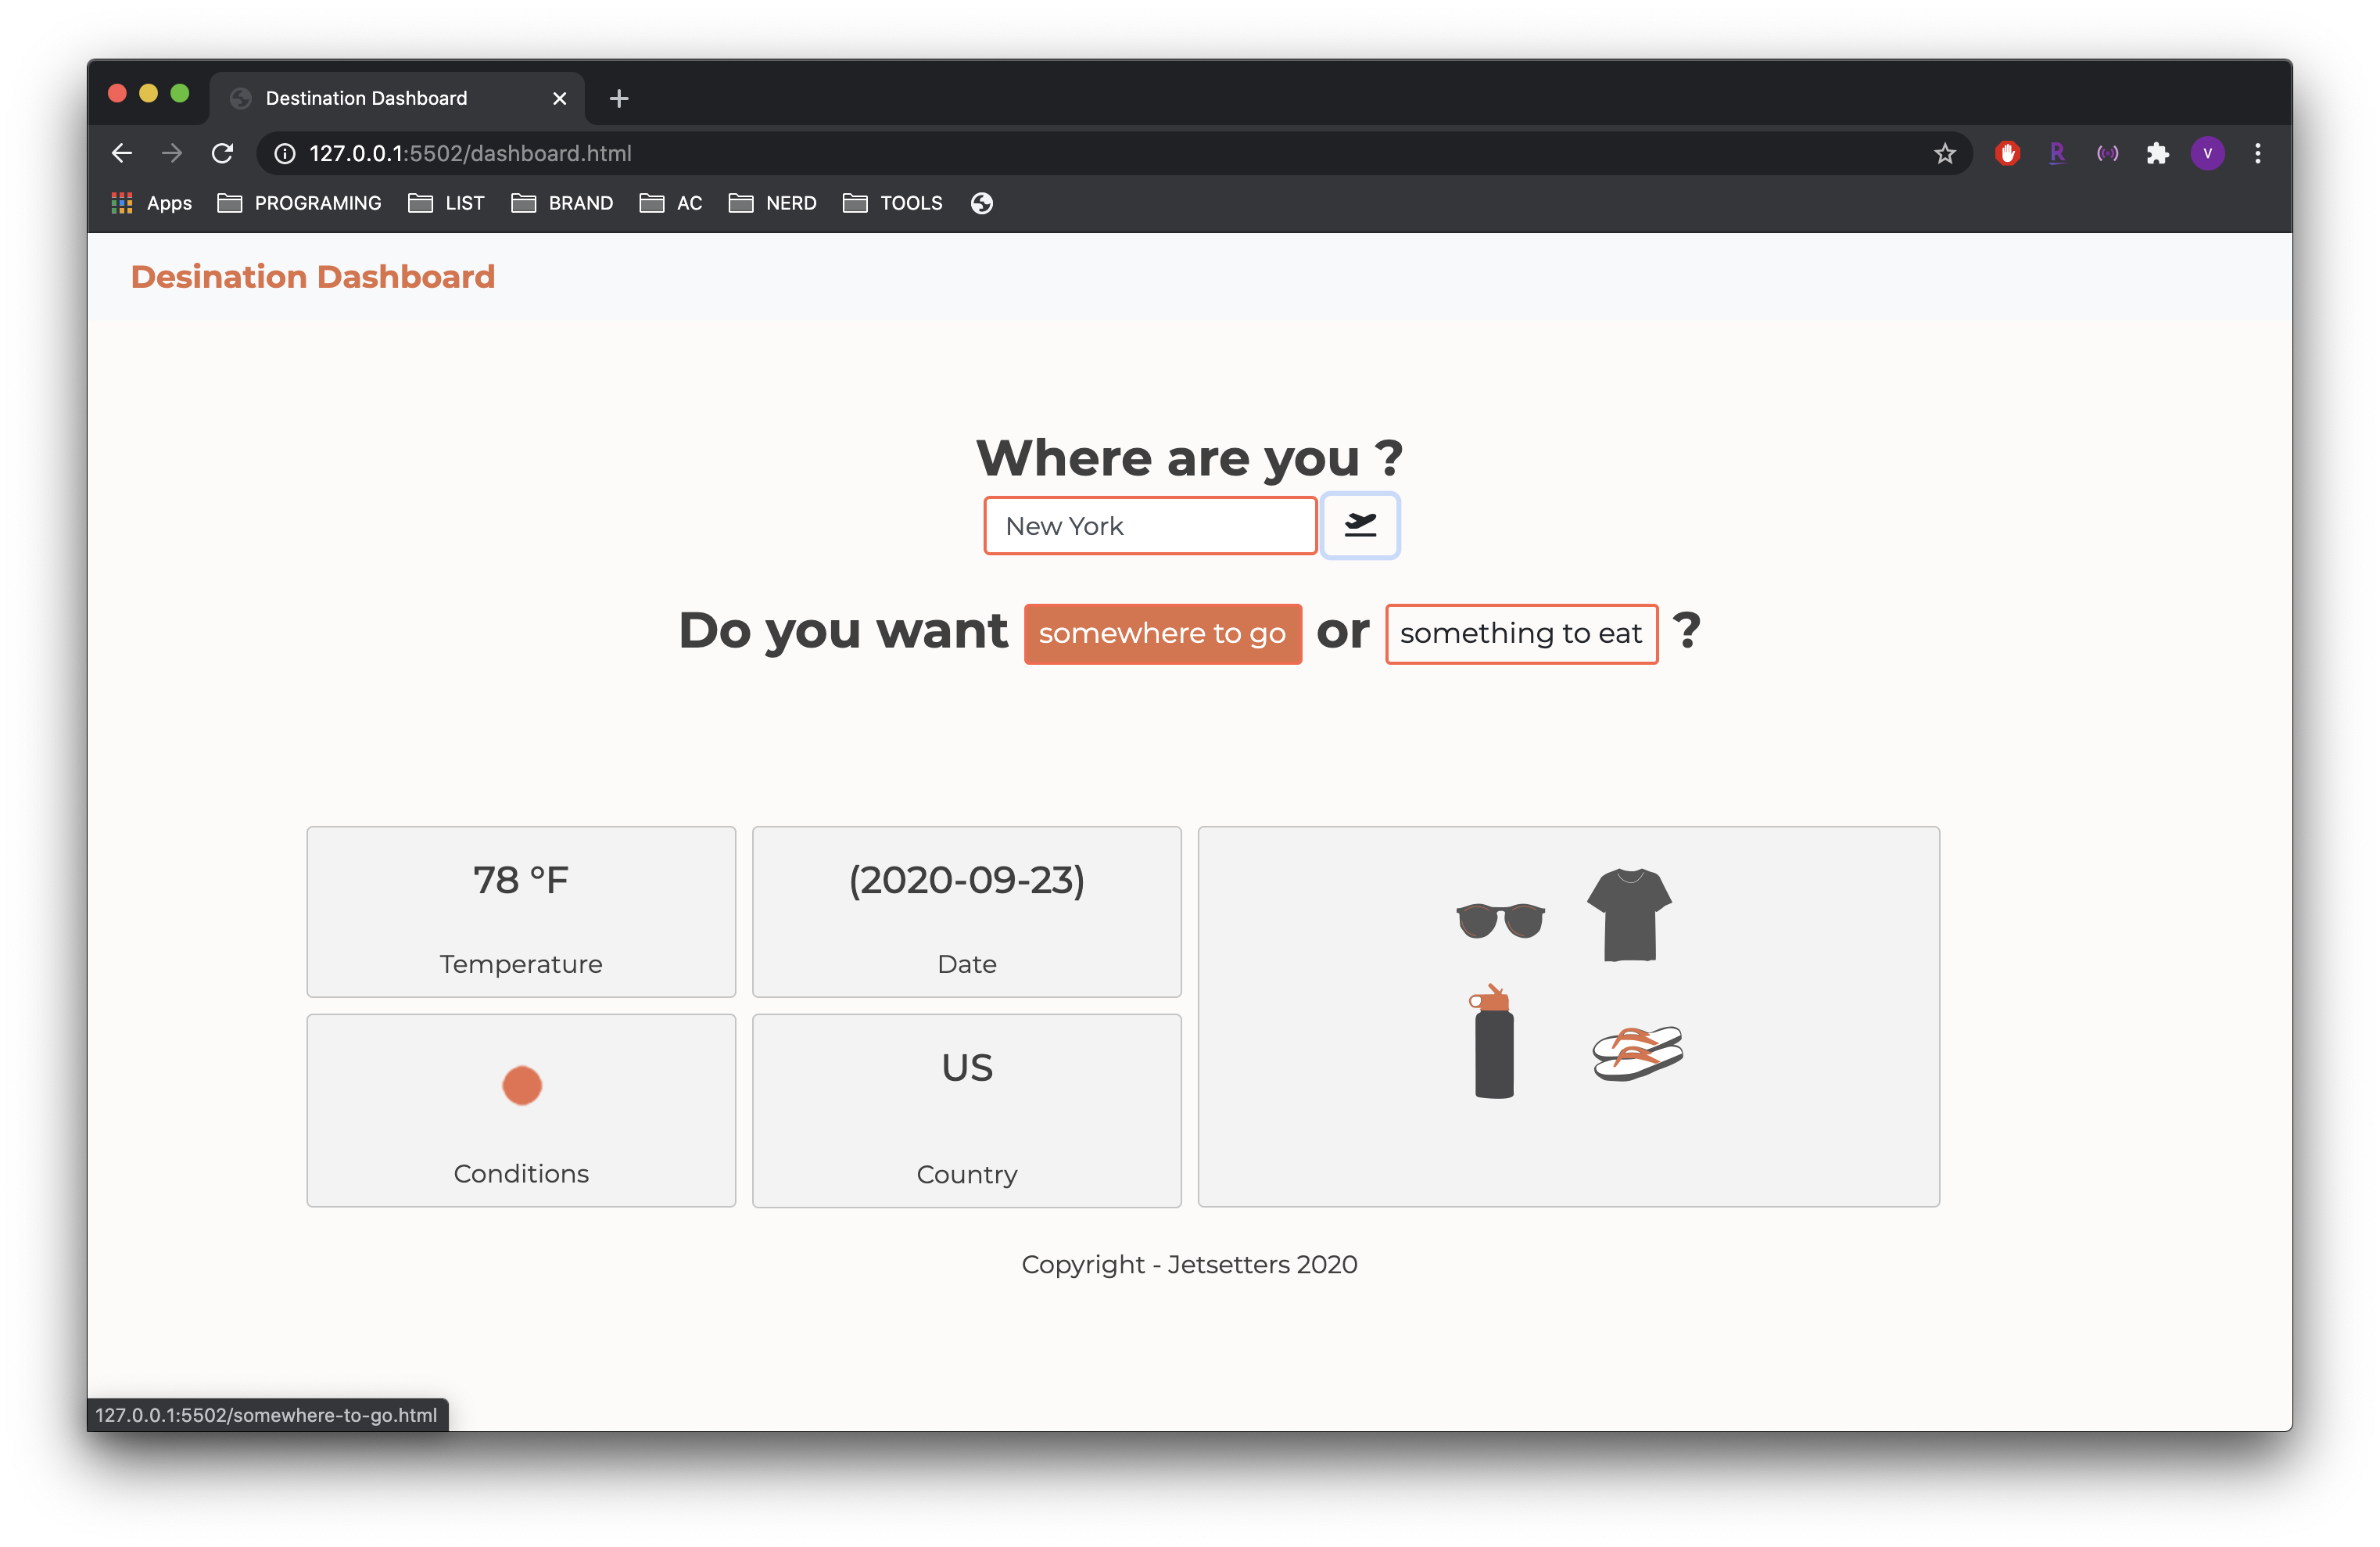 Destination Dashboard
127.0.0.1:5502/dashboard.html
R
V
Apps PROGRAMING LIST BRAND AC NERD TOOLS
Desination Dashboard
Where are you ?
New York
Do you want somewhere to go or something to eat ?
78 °F
Temperature
(2020-09-23)
Date
Conditions
US
Country
Copyright - Jetsetters 2020
127.0.0.1:5502/somewhere-to-go.html